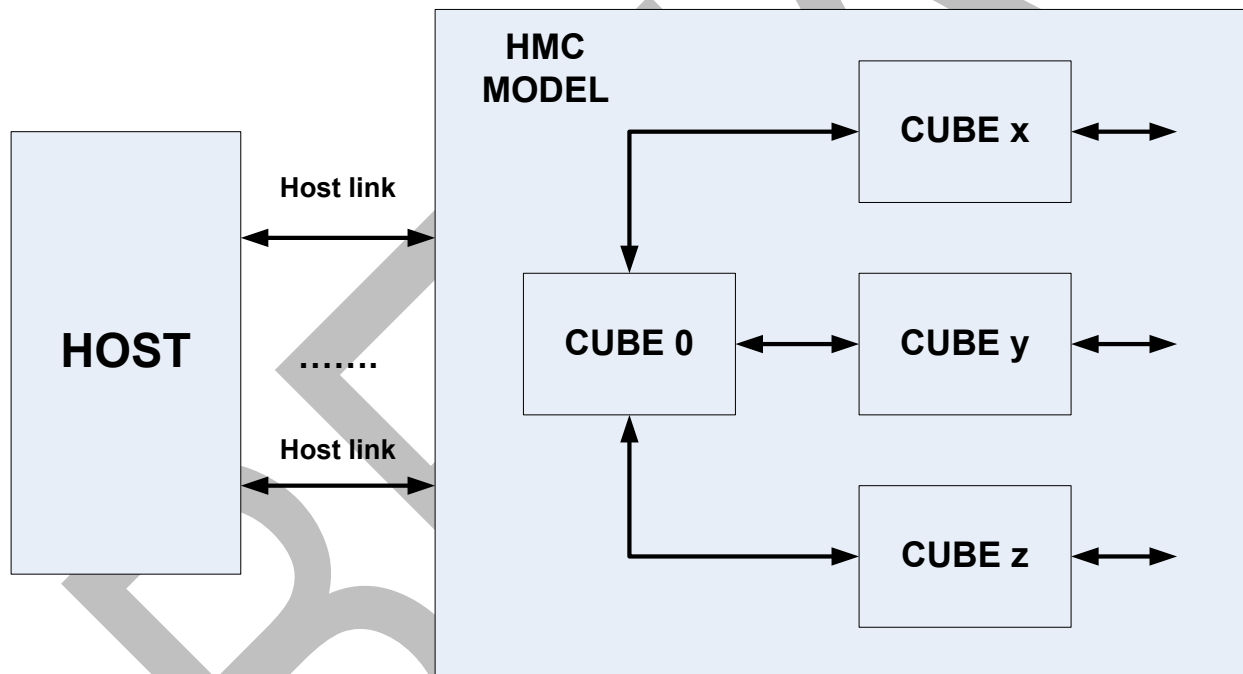 HMC
MODEL
CUBE x
Host link
HOST
CUBE 0
CUBE y
.......
Host link
CUBE z